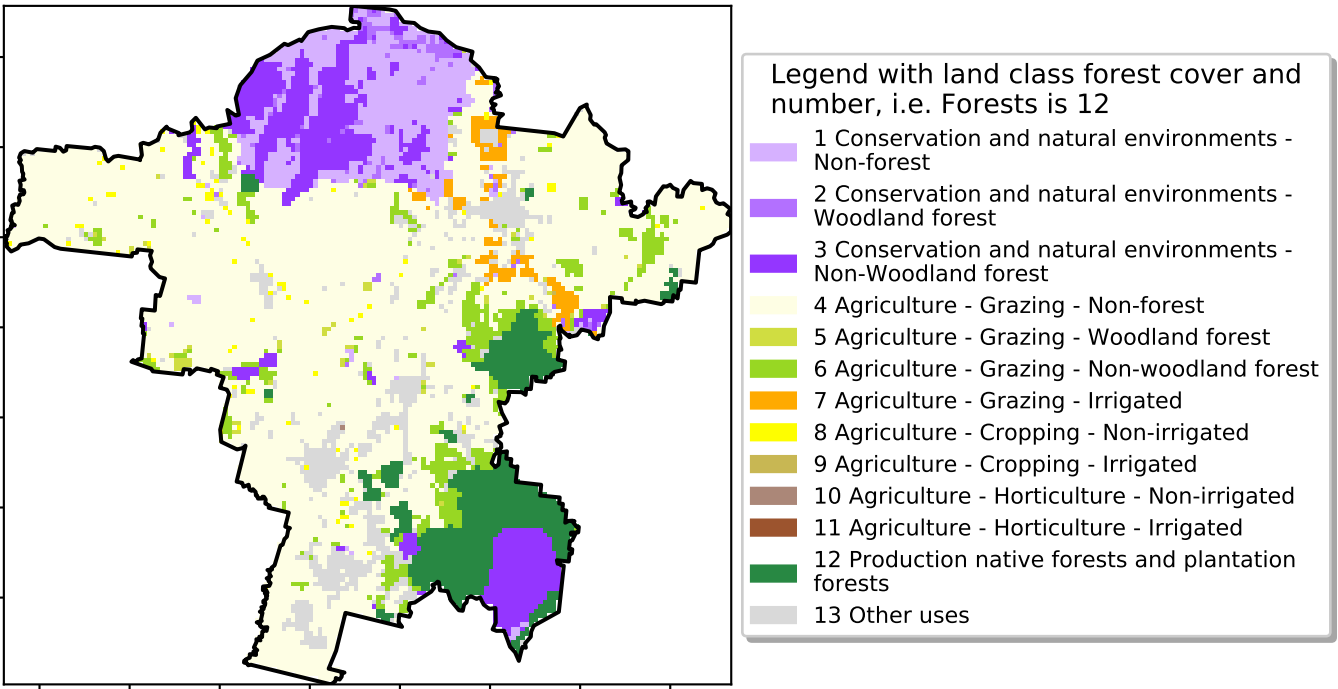 Legend with land class forest cover and
number, i.e. Forests is 12
1 Conservation and natural environments -
Non-forest
2 Conservation and natural environments -
Woodland forest
3 Conservation and natural environments -
Non-Woodland forest
4 Agriculture - Grazing - Non-forest
5 Agriculture - Grazing - Woodland forest
6 Agriculture - Grazing - Non-woodland forest
7 Agriculture - Grazing - Irrigated
8 Agriculture - Cropping - Non-irrigated
9 Agriculture - Cropping - Irrigated
10 Agriculture - Horticulture - Non-irrigated
11 Agriculture - Horticulture - Irrigated
12 Production native forests and plantation
forests
13 Other uses